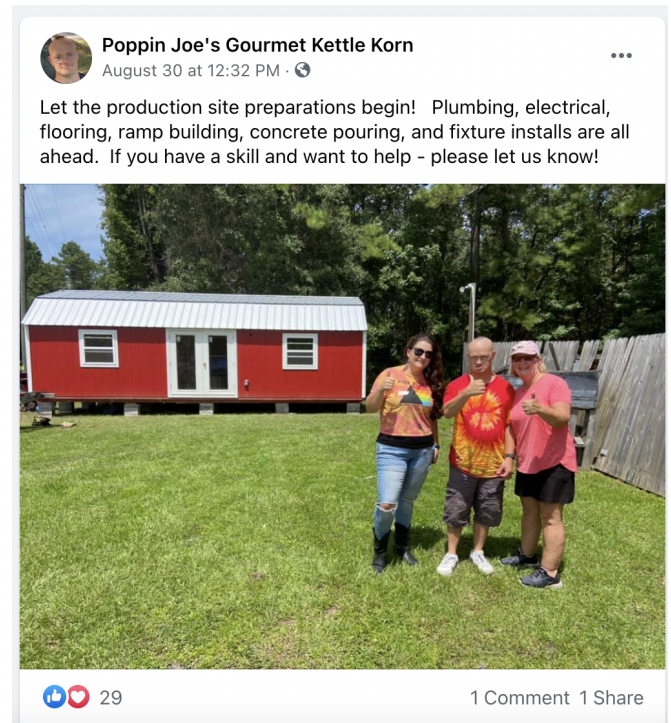 Poppin Joe's Gourmet Kettle Korn
August 30 at 12:32 PM ·
Let the production site preparations begin!   Plumbing, electrical,
flooring, ramp building, concrete pouring, and fixture installs are all
ahead.  If you have a skill and want to help - please let us know!
29
1 Comment 1 Share